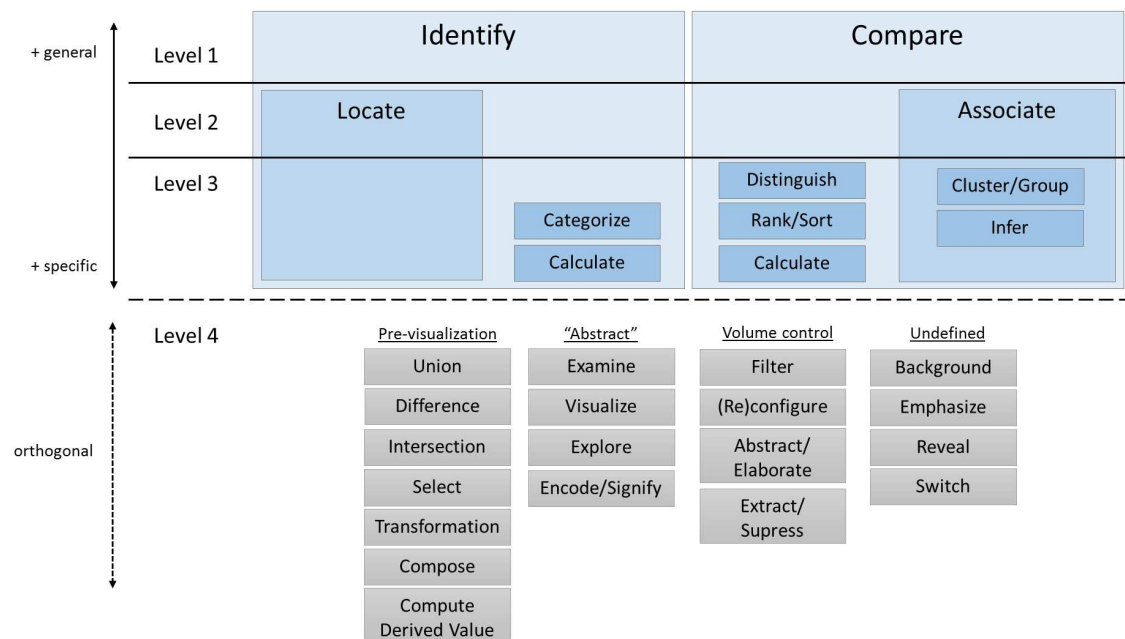 + general
Level 1
Identify
Compare
Level 2
Locate
Associate
Level 3
Distinguish
Cluster/Group
Categorize
Rank/Sort
Infer
+ specific
Calculate
Calculate
Level 4
orthogonal
Pre-visualization
Union
Difference
Intersection
Select
Transformation
Compose
Compute
Derived Value
“Abstract”
Examine
Visualize
Explore
Encode/Signify
Volume control
Filter
(Re)configure
Abstract/
Elaborate
Extract/
Supress
Undefined
Background
Emphasize
Reveal
Switch